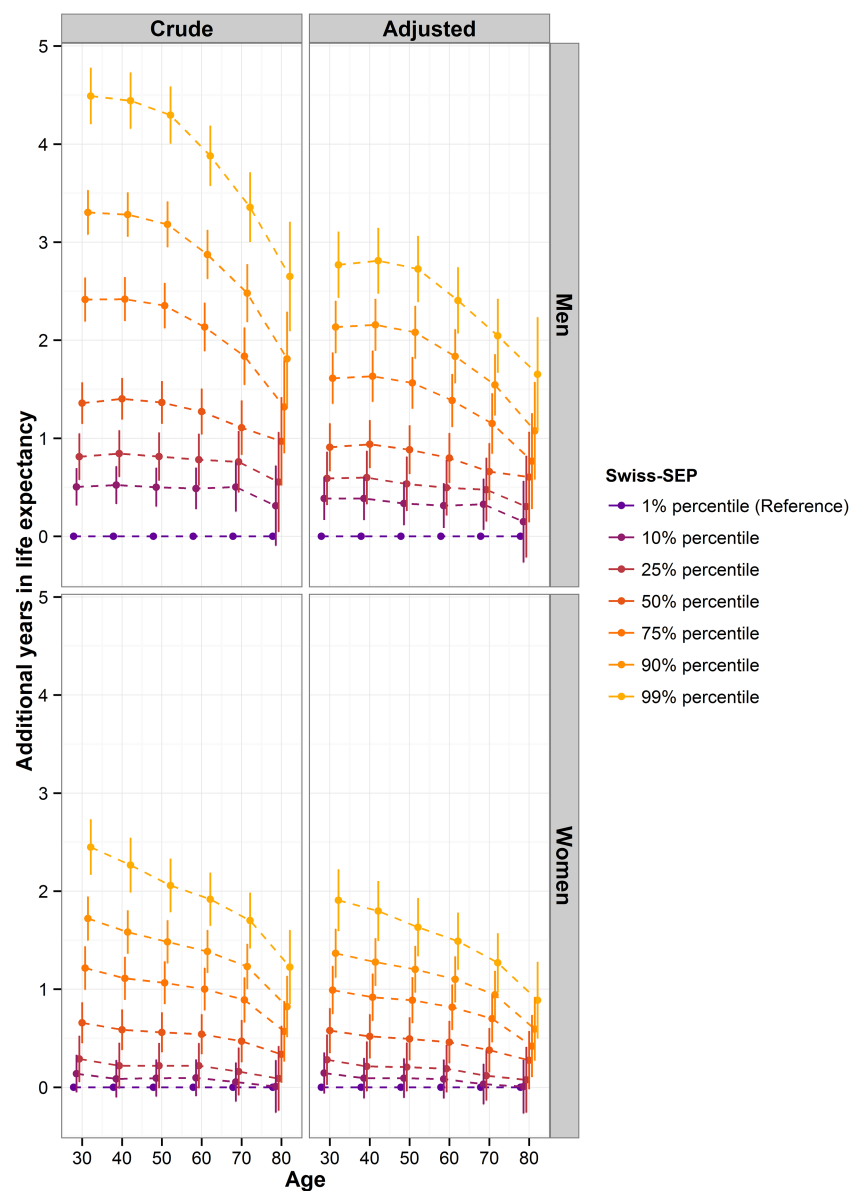 Crude Adjusted
5
4
3
2
1
0
Men
5
4
3
2
1
0
Women
Additional years in life expectancy
30 40 50 60 70 80 30 40 50 60 70 80
Age
Swiss-SEP
1% percentile (Reference)
10% percentile
25% percentile
50% percentile
75% percentile
90% percentile
99% percentile